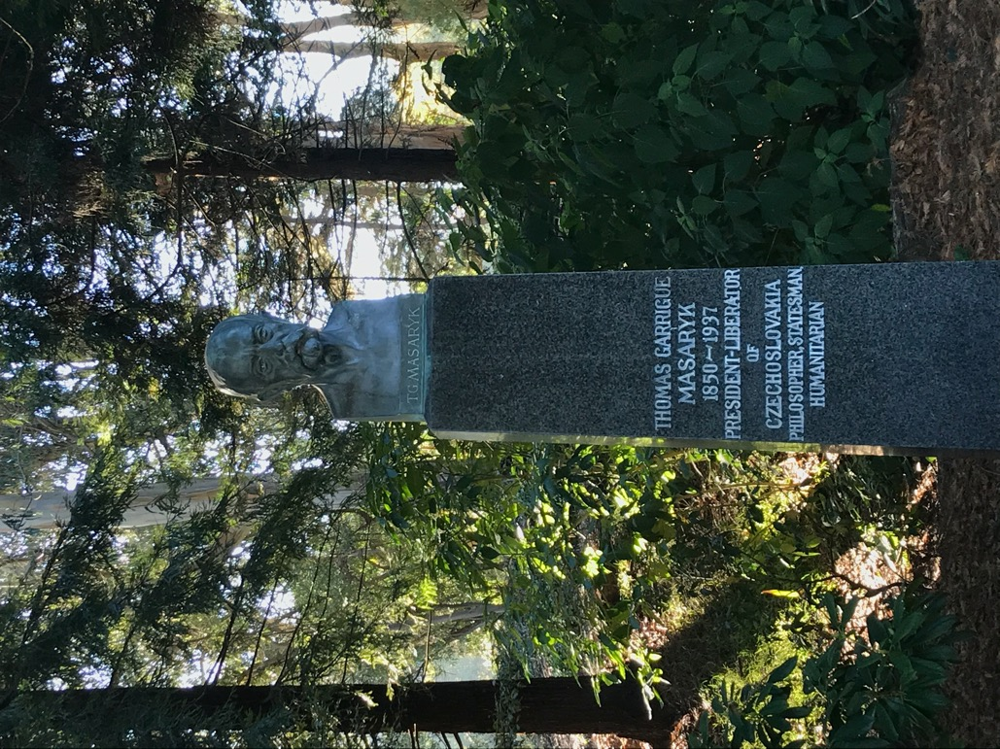 T.G.MASARYK
THOMAS GARRIGUE
MASARYK
1850–1937
PRESIDENT-LIBERATOR
OF
CZECHOSLOVAKIA
PHILOSOPHER STATESMAN
HUMANITARIAN